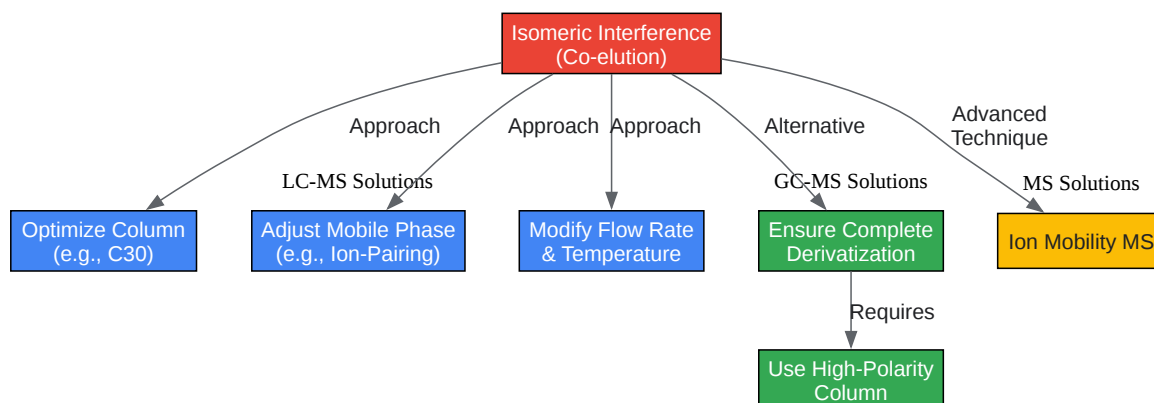 Isomeric Interference
(Co-elution)
Approach
Approach
Approach
Alternative
Advanced
Technique
LC-MS Solutions
GC-MS Solutions
MS Solutions
Optimize Column
(e.g., C30)
Adjust Mobile Phase
(e.g., Ion-Pairing)
Modify Flow Rate
& Temperature
Ensure Complete
Derivatization
Ion Mobility MS
Requires
Use High-Polarity
Column